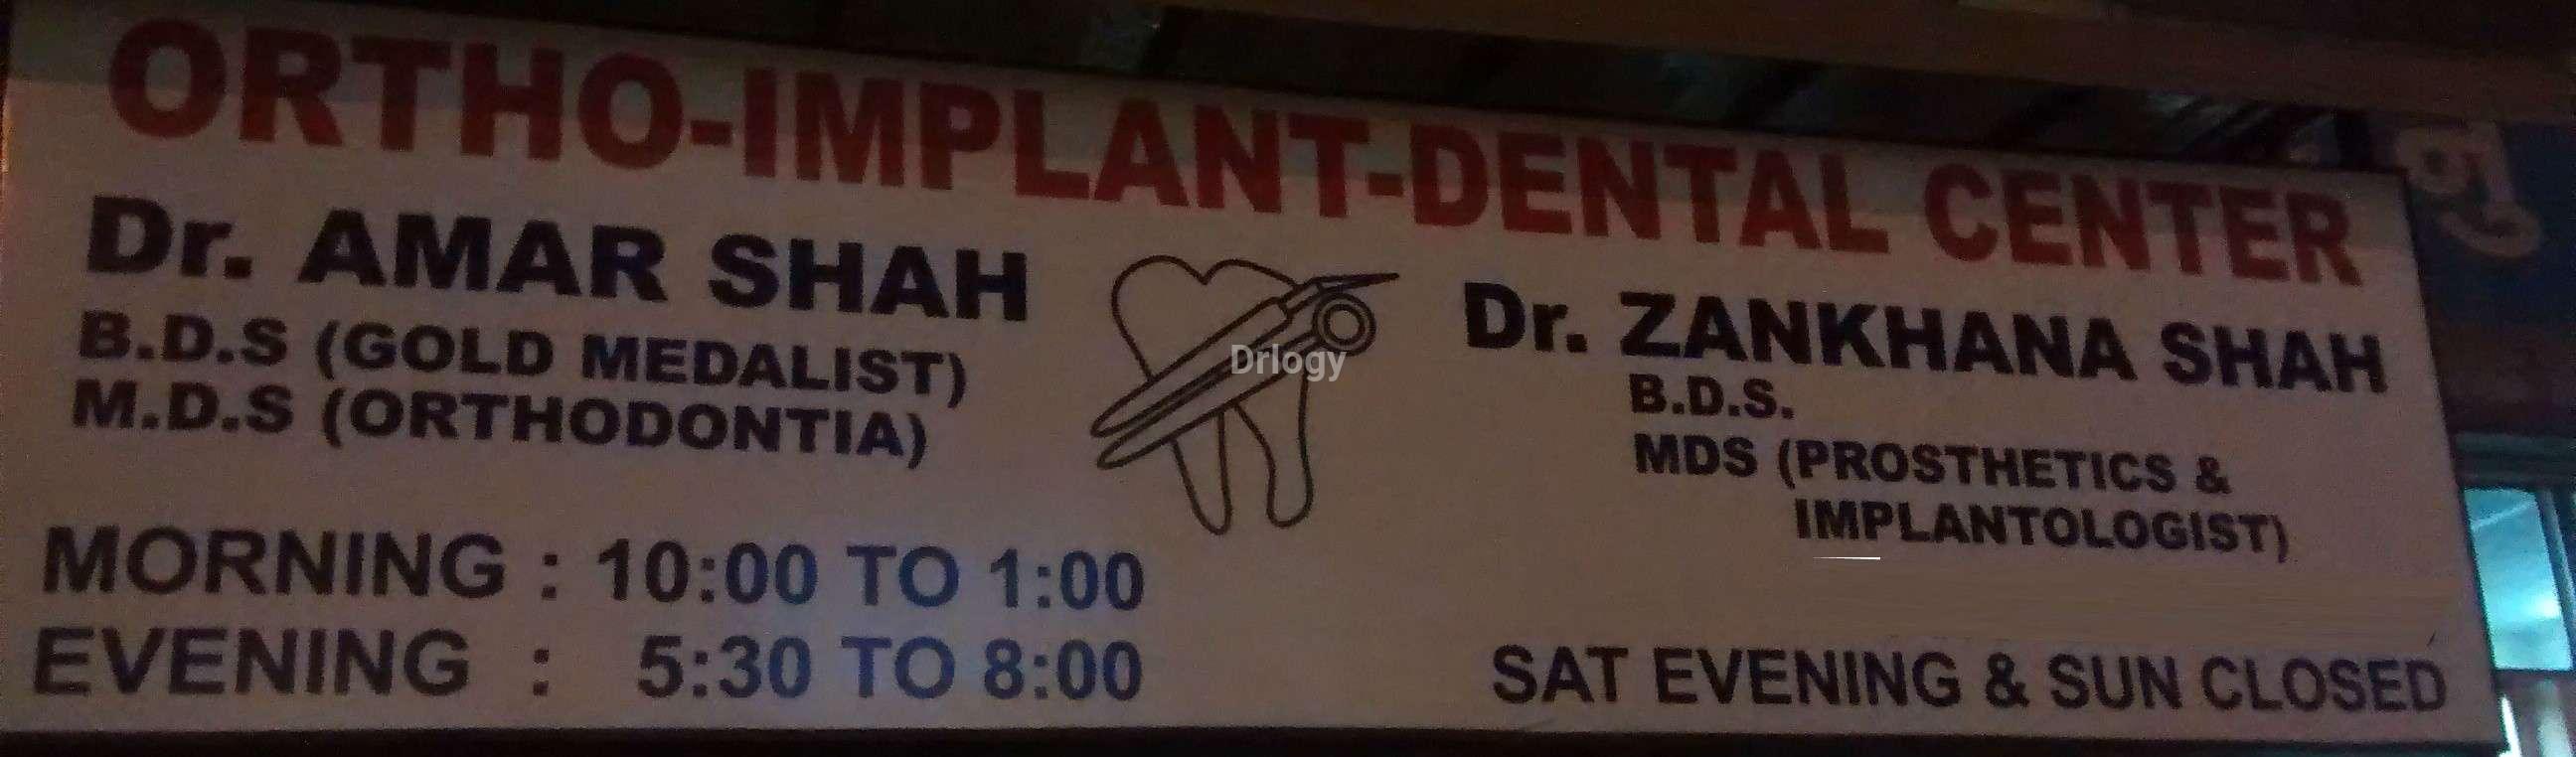 ORTHO-IMPLANT-DENTAL CENTER
Dr. AMAR SHAH
B.D.S (GOLD MEDALIST)
M.D.S (ORTHODONTIA)
Drlogy
Dr. ZANKHANA SHAH
B.D.S.
MDS (PROSTHETICS &
IMPLANTOLOGIST)
MORNING : 10:00 TO 1:00
EVENING : 5:30 TO 8:00
SAT EVENING & SUN CLOSED